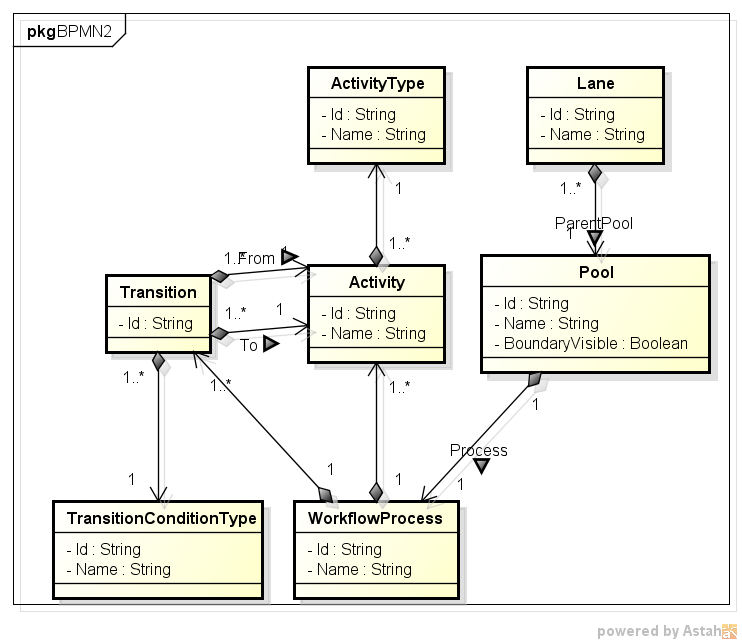 pkg BPMN2
ActivityType
- Id : String
- Name : String
Lane
- Id : String
- Name : String
1
1..*
1..*
ParentPool
1
1..*
From
1
Activity
- Id : String
- Name : String
Pool
- Id : String
- Name : String
- BoundaryVisible : Boolean
Transition
- Id : String
1..*
1
To
1..*
1..*
1..*
1
Process
1
1
1
1
TransitionConditionType
- Id : String
- Name : String
WorkflowProcess
- Id : String
- Name : String
powered by Astah